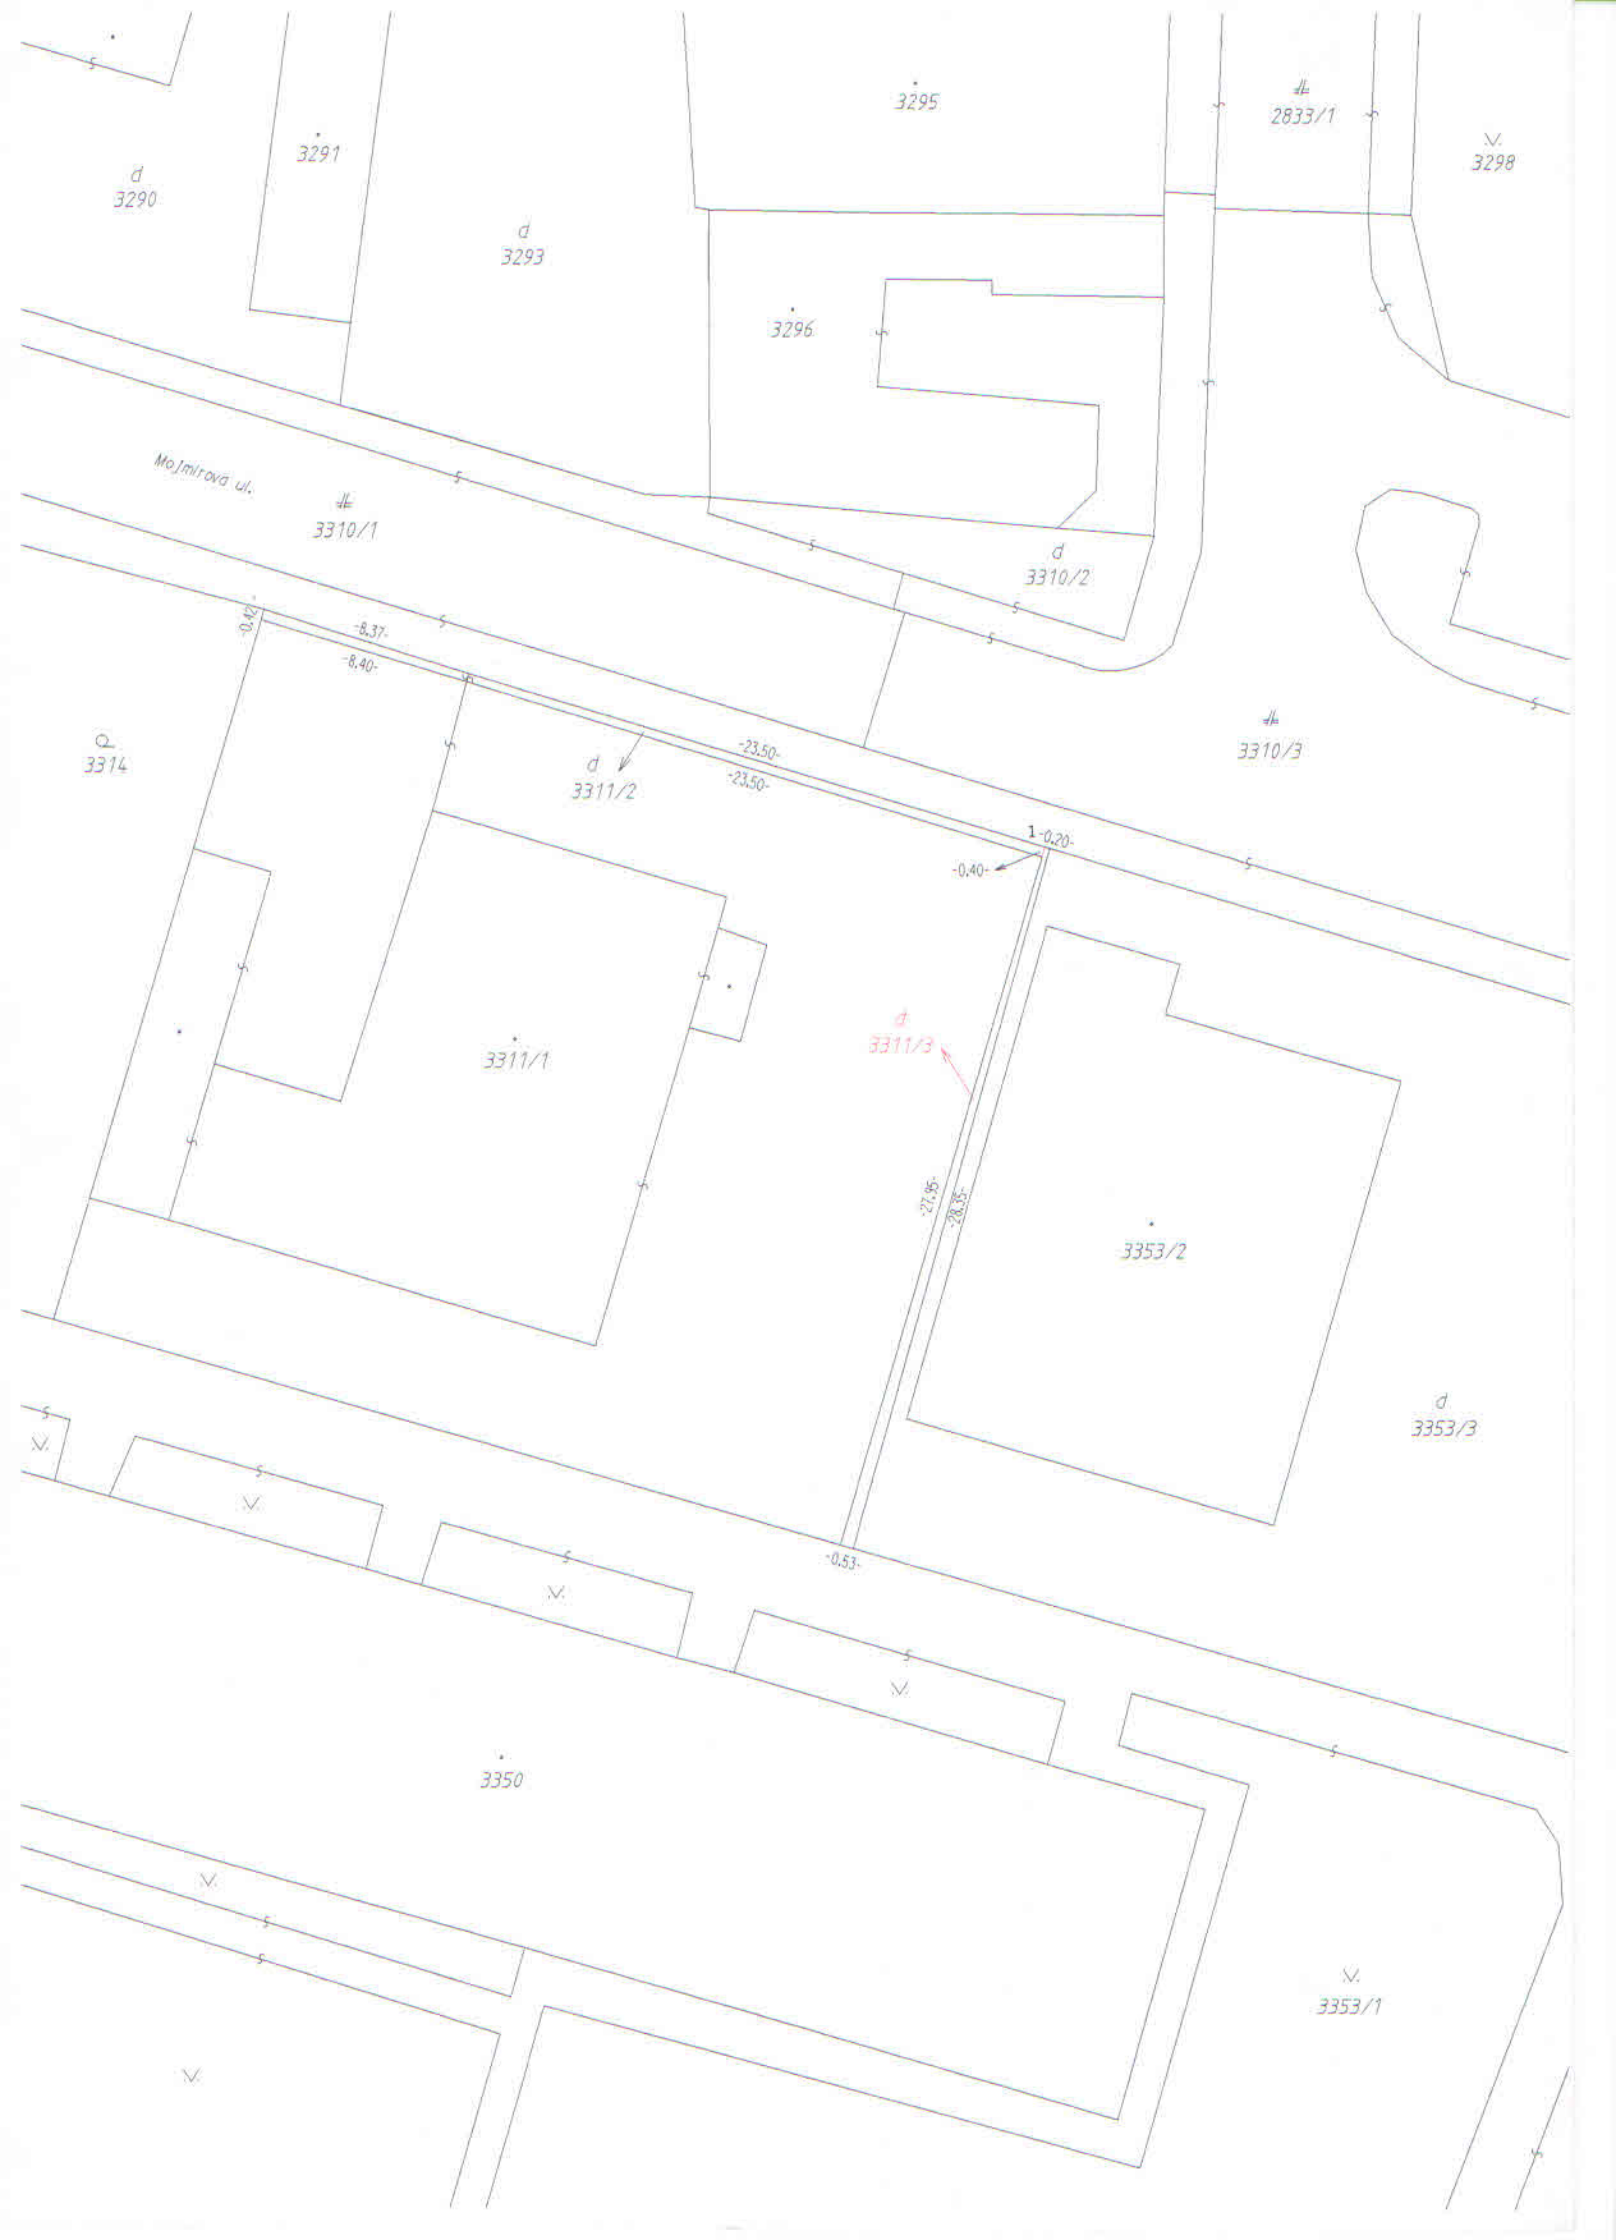 3295
2833/1
3291
V.
3298
d
3290
d
3293
3296
Mojmírova ul.
3310/1
d
3310/2
-0.42-
-8.37-
-8.40-
3310/3
3314
d
3311/2
-23.50-
-23.50-
1
-0.20-
-0.40-
d
3311/3
3311/1
-27.95-
-28.35-
3353/2
d
3353/3
V.
V.
-0.53-
V.
V.
3350
V.
V.
3353/1
V.